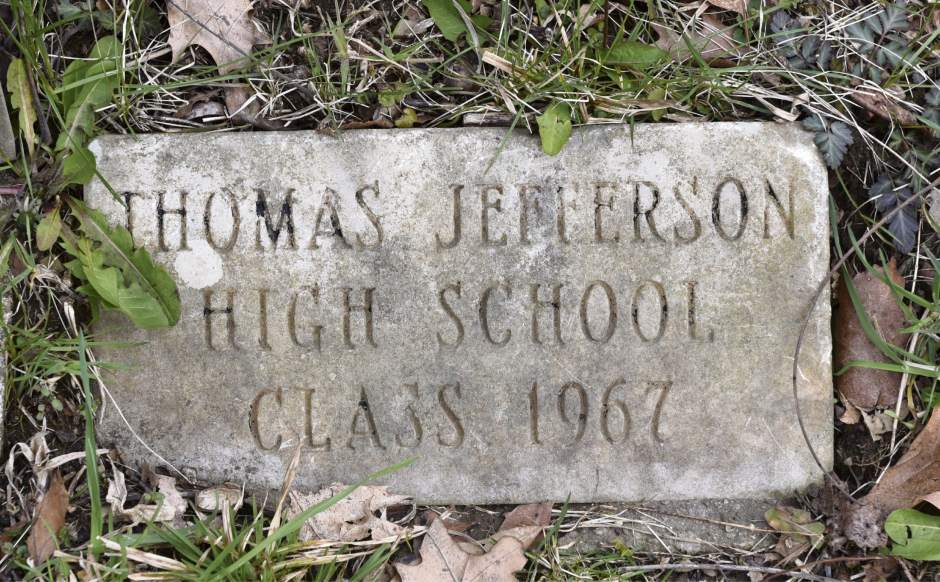 THOMAS JEFFERSON
HIGH SCHOOL
CLASS 1967